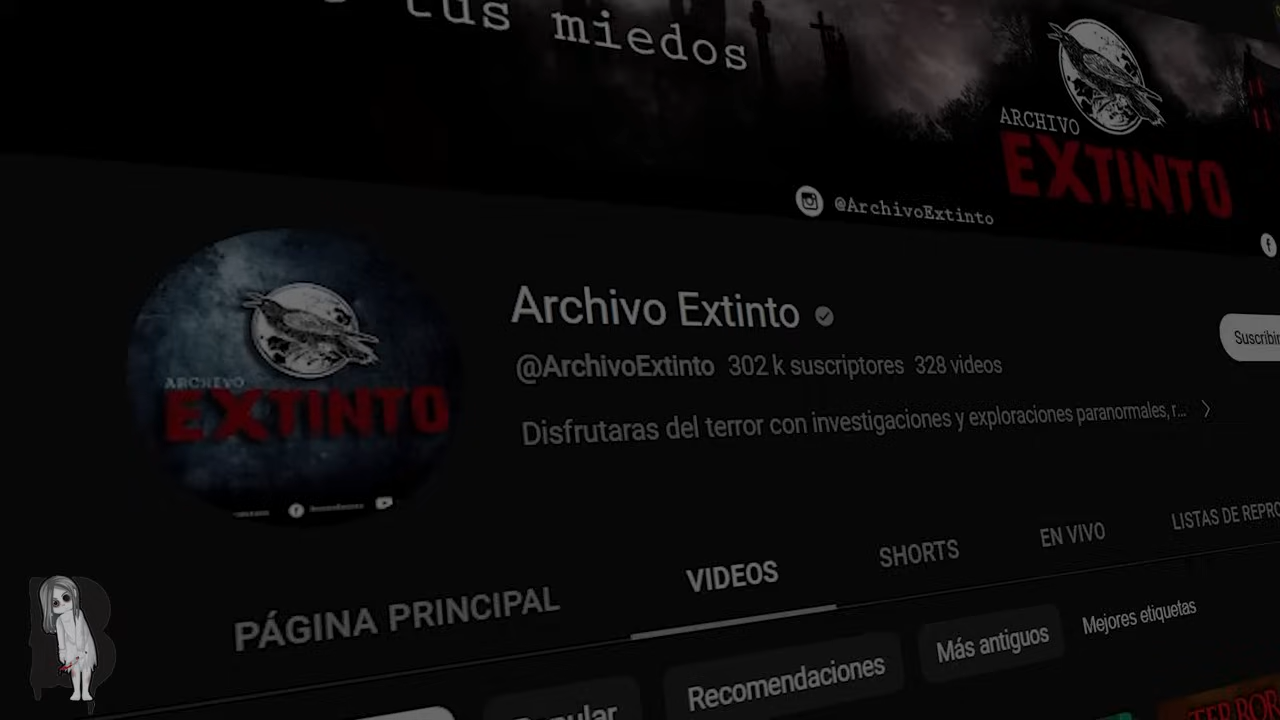 tus miedos
ARCHIVO
EXTINTO
@ArchivoExtinto
ARCHIVO
EXTINTO
Archivo Extinto
@ArchivoExtinto 302 k suscriptores 328 videos
Suscribir
Disfrutaras del terror con investigaciones y exploraciones paranormales, r...
PÁGINA PRINCIPAL VIDEOS SHORTS EN VIVO LISTAS DE REPRO
Recomendaciones Más antiguos Mejores etiquetas
TERROR